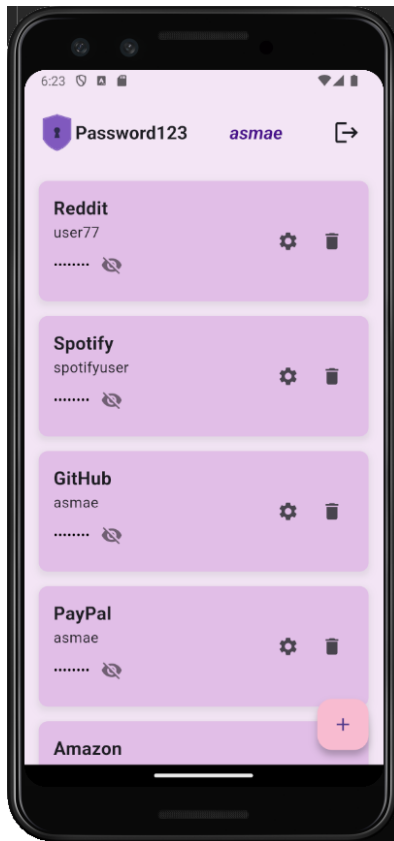 6:23
Password123 asmae
Reddit
user77
········
Spotify
spotifyuser
········
GitHub
asmae
········
PayPal
asmae
········
+
Amazon